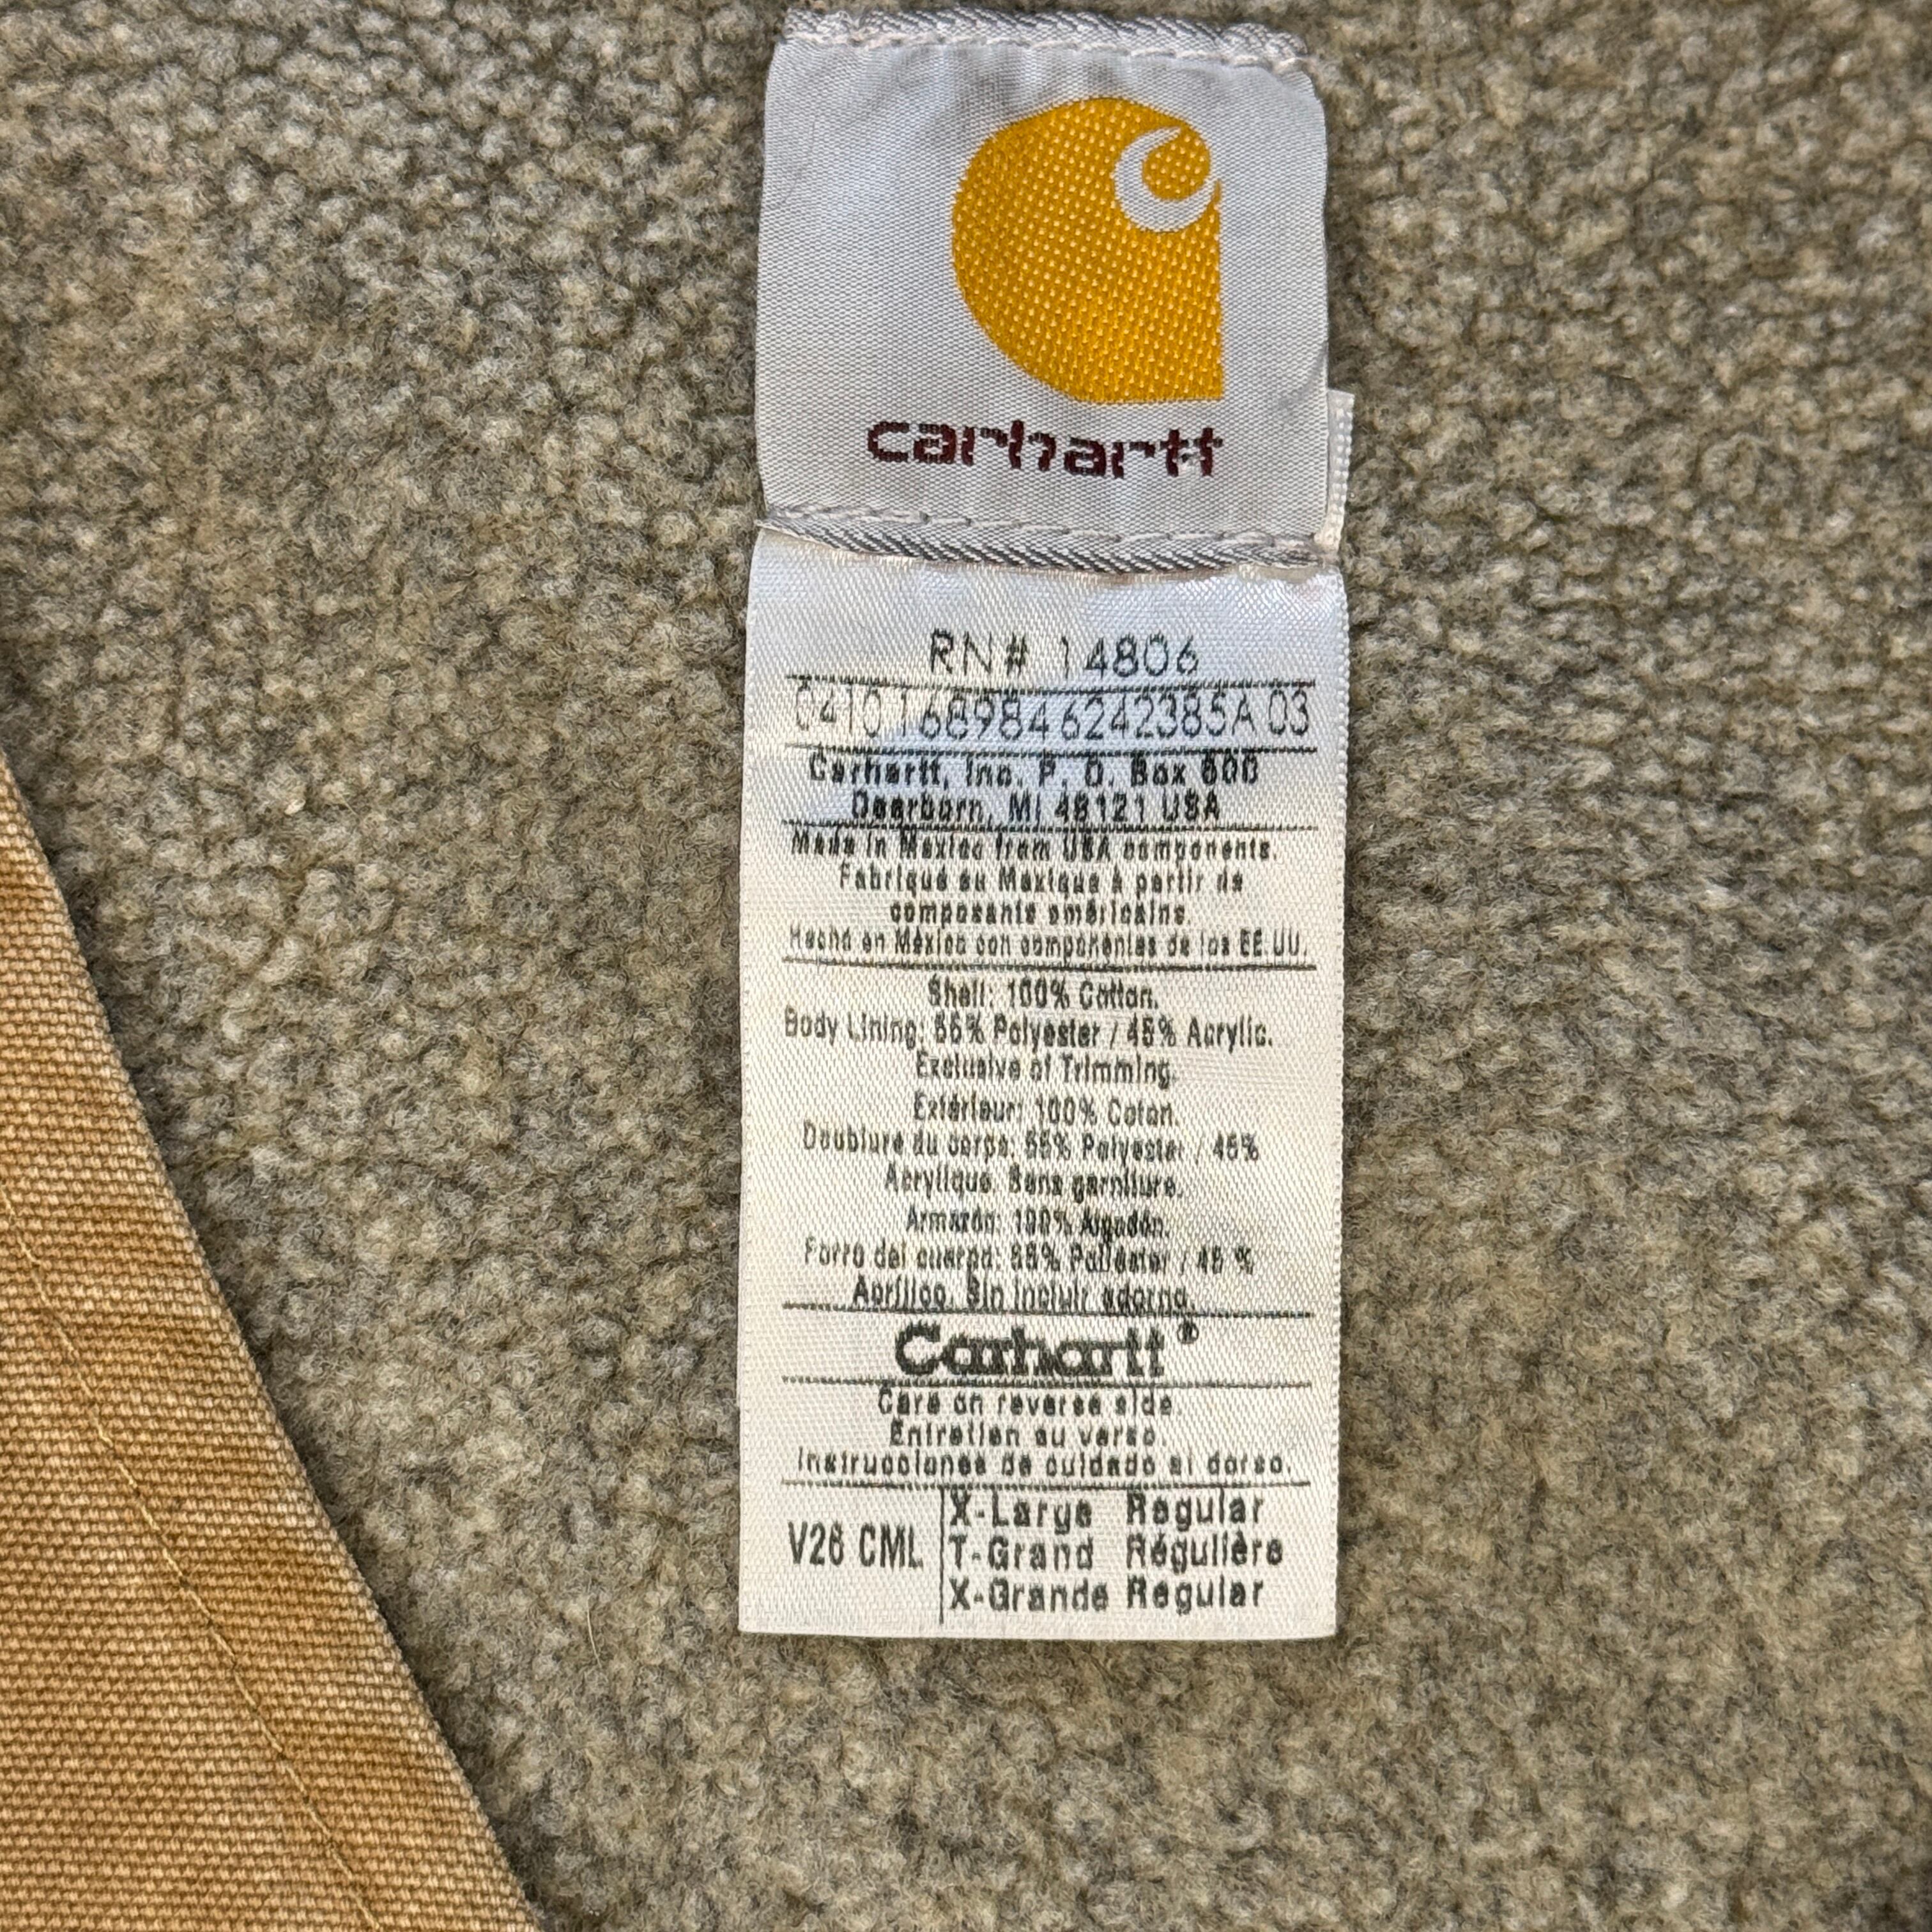 carhartt
RN# 14806
0410 1689846242385A 03
Carhartt, Inc. P. O. Box 600
Dearborn, MI 48121 USA
Made in Mexico from USA components.
Fabriqué au Mexique à partir de
composants américains.
Hecho en México con componentes de los EE.UU.
Shell: 100% Cotton.
Body Lining: 55% Polyester / 45% Acrylic.
Exclusive of Trimming.
Extérieur: 100% Coton.
Doublure du corps: 55% Polyester / 45%
Acrylique. Sans garniture.
Armazón: 100% Algodón.
Forro del cuerpo: 55% Poliéster / 45 %
Acrílico. Sin incluir adorno.
Carhartt®
Care on reverse side.
Entretien au verso.
Instrucciones de cuidado al dorso.
V26 CML
X-Large Regular
T-Grand Régulière
X-Grande Regular